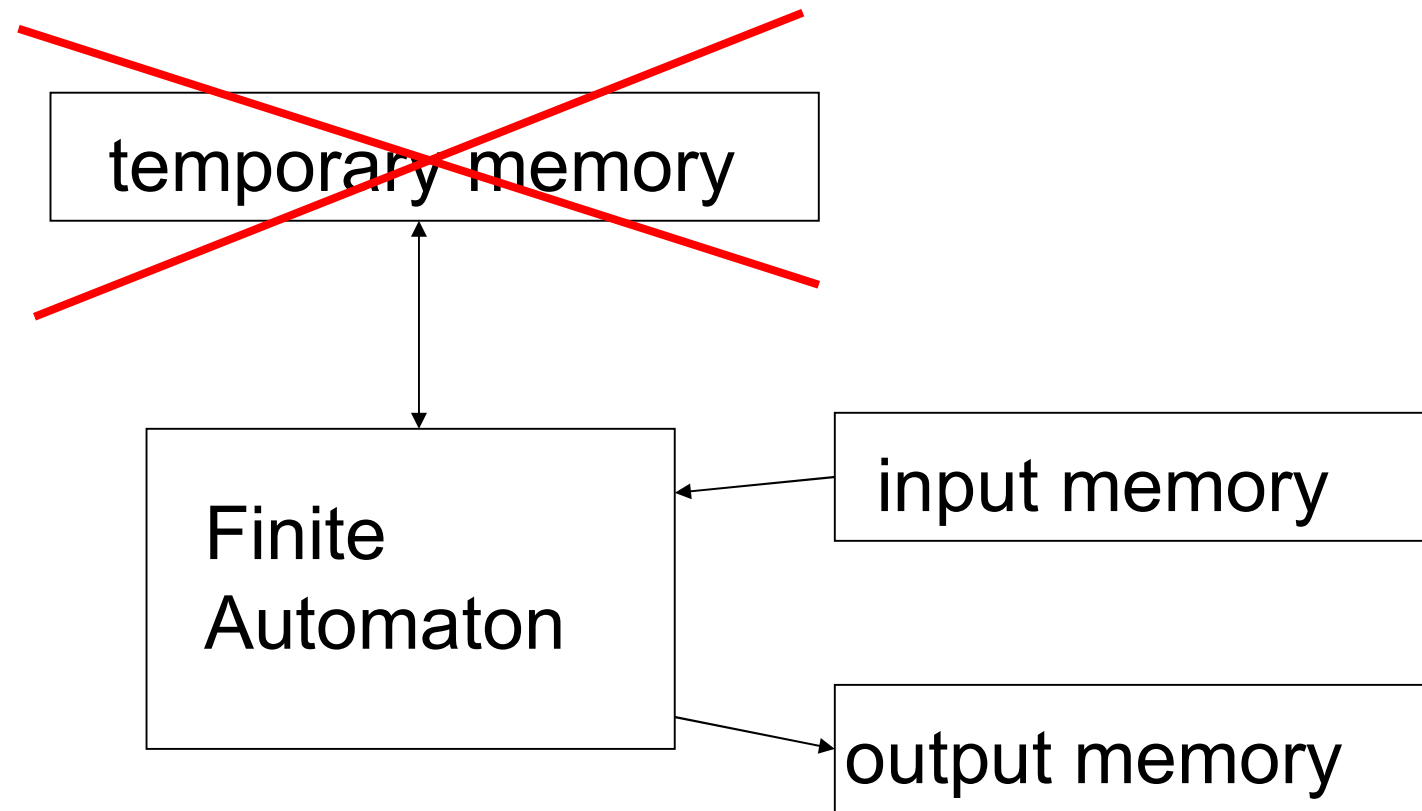 temporary memory
input memory
Finite
Automaton
output memory